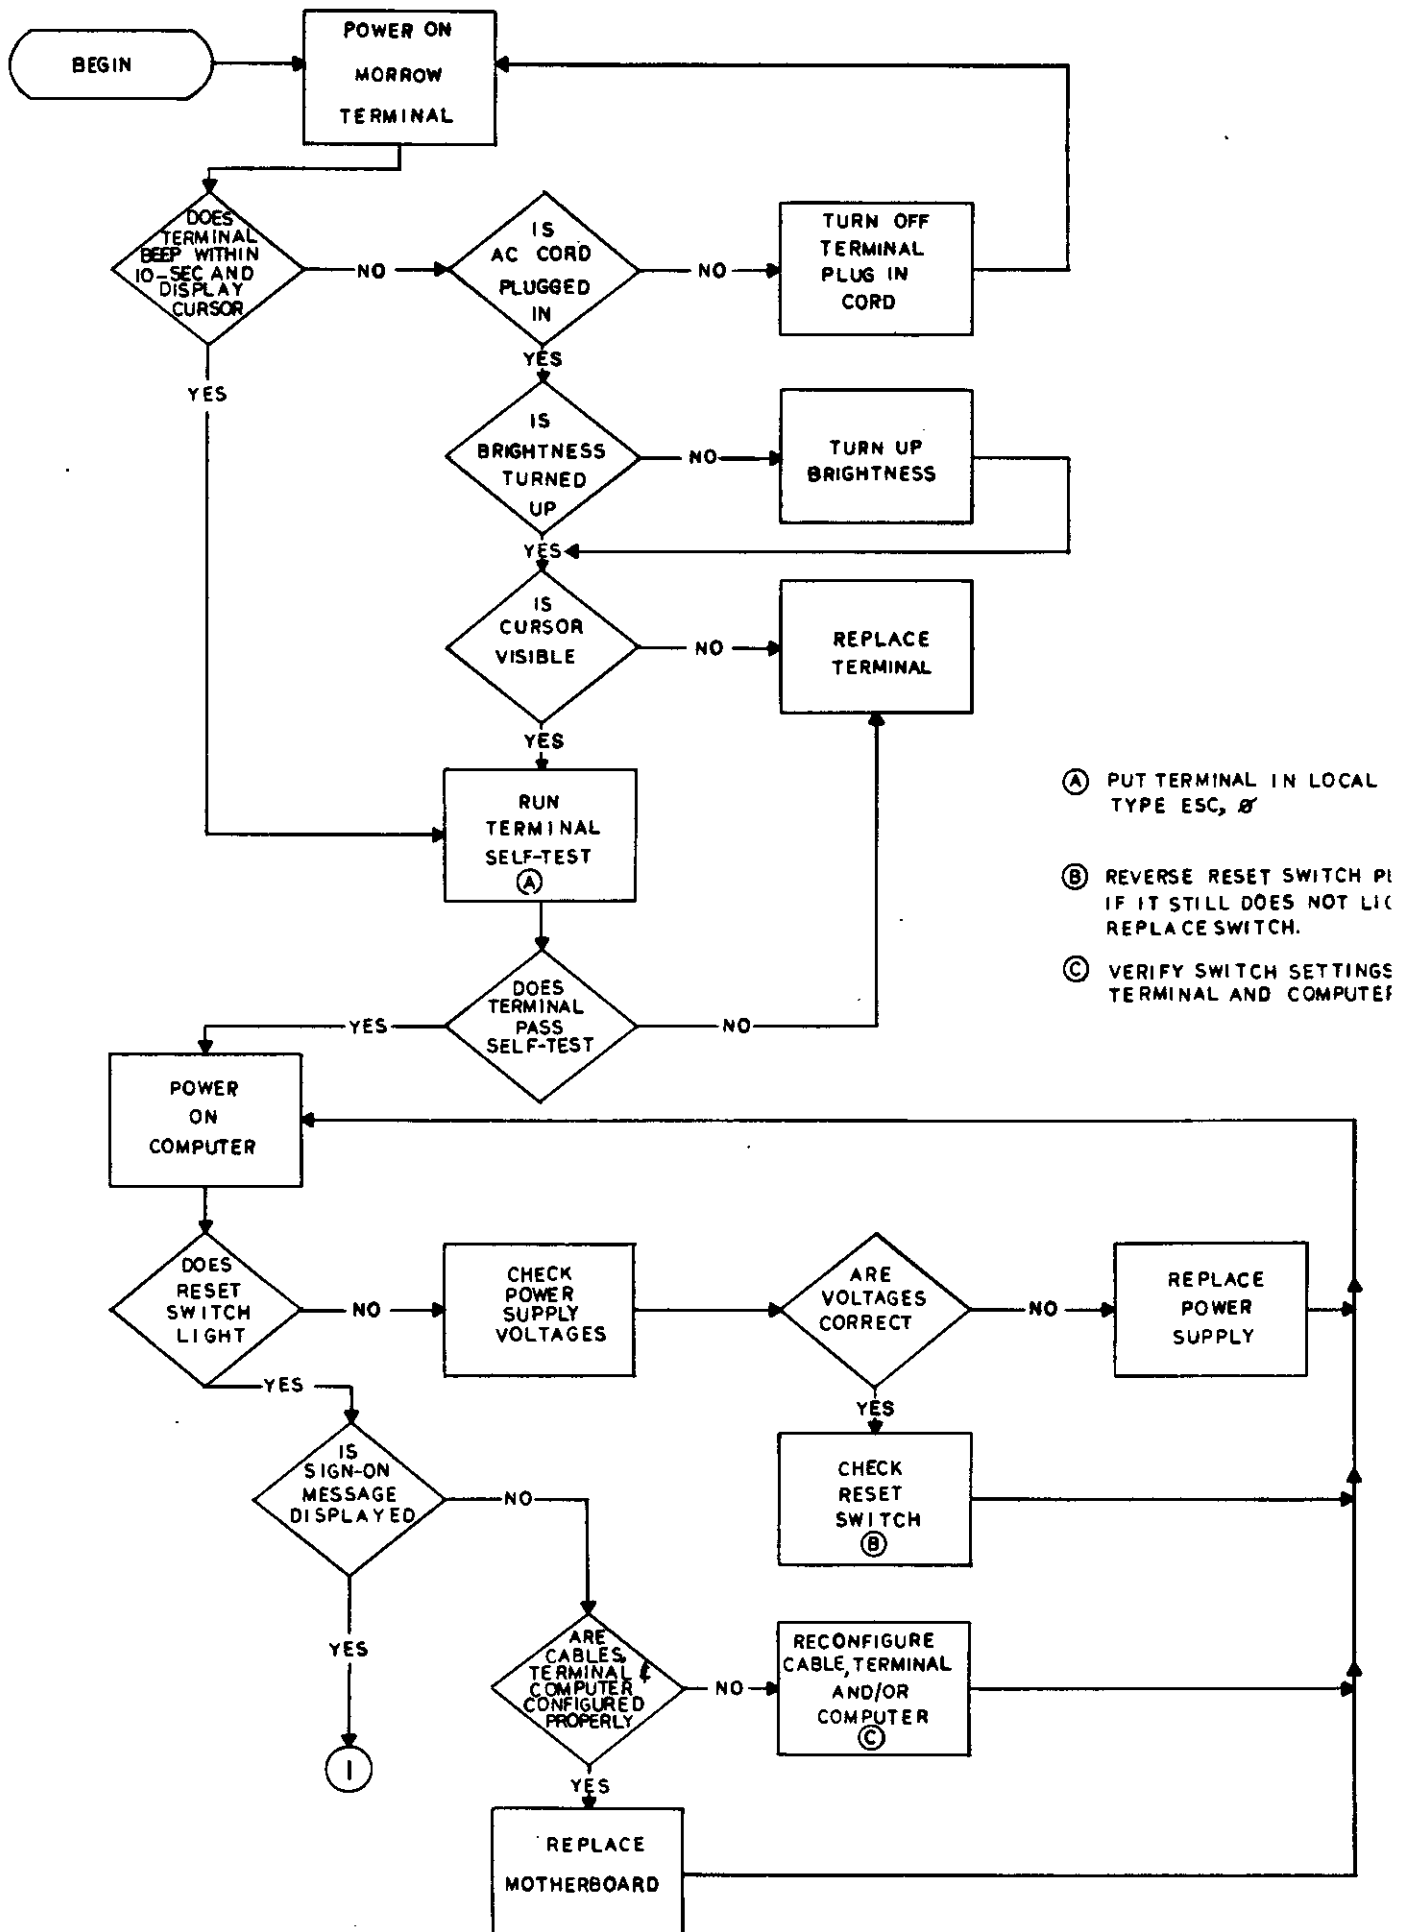 POWER ON
MORROW
TERMINAL
BEGIN
DOES
TERMINAL
BEEP WITHIN
10-SEC AND
DISPLAY
CURSOR
NO
IS
AC CORD
PLUGGED
IN
NO
TURN OFF
TERMINAL
PLUG IN
CORD
YES
YES
IS
BRIGHTNESS
TURNED
UP
NO
TURN UP
BRIGHTNESS
YES
IS
CURSOR
VISIBLE
NO
REPLACE
TERMINAL
YES
RUN
TERMINAL
SELF-TEST
A
A PUT TERMINAL IN LOCAL
TYPE ESC, Ø
B REVERSE RESET SWITCH
IF IT STILL DOES NOT
REPLACE SWITCH.
C VERIFY SWITCH SETTINGS
TERMINAL AND
DOES
TERMINAL
PASS
SELF-TEST
YES
NO
POWER
ON
COMPUTER
DOES
RESET
SWITCH
LIGHT
NO
CHECK
POWER
SUPPLY
VOLTAGES
ARE
VOLTAGES
CORRECT
NO
REPLACE
POWER
SUPPLY
YES
YES
CHECK
RESET
SWITCH
B
IS
SIGN-ON
MESSAGE
DISPLAYED
NO
YES
ARE
CABLES,
TERMINAL &
COMPUTER
CONFIGURED
PROPERLY
NO
RECONFIGURE
CABLE, TERMINAL
AND/OR
COMPUTER
C
1
YES
REPLACE
MOTHERBOARD